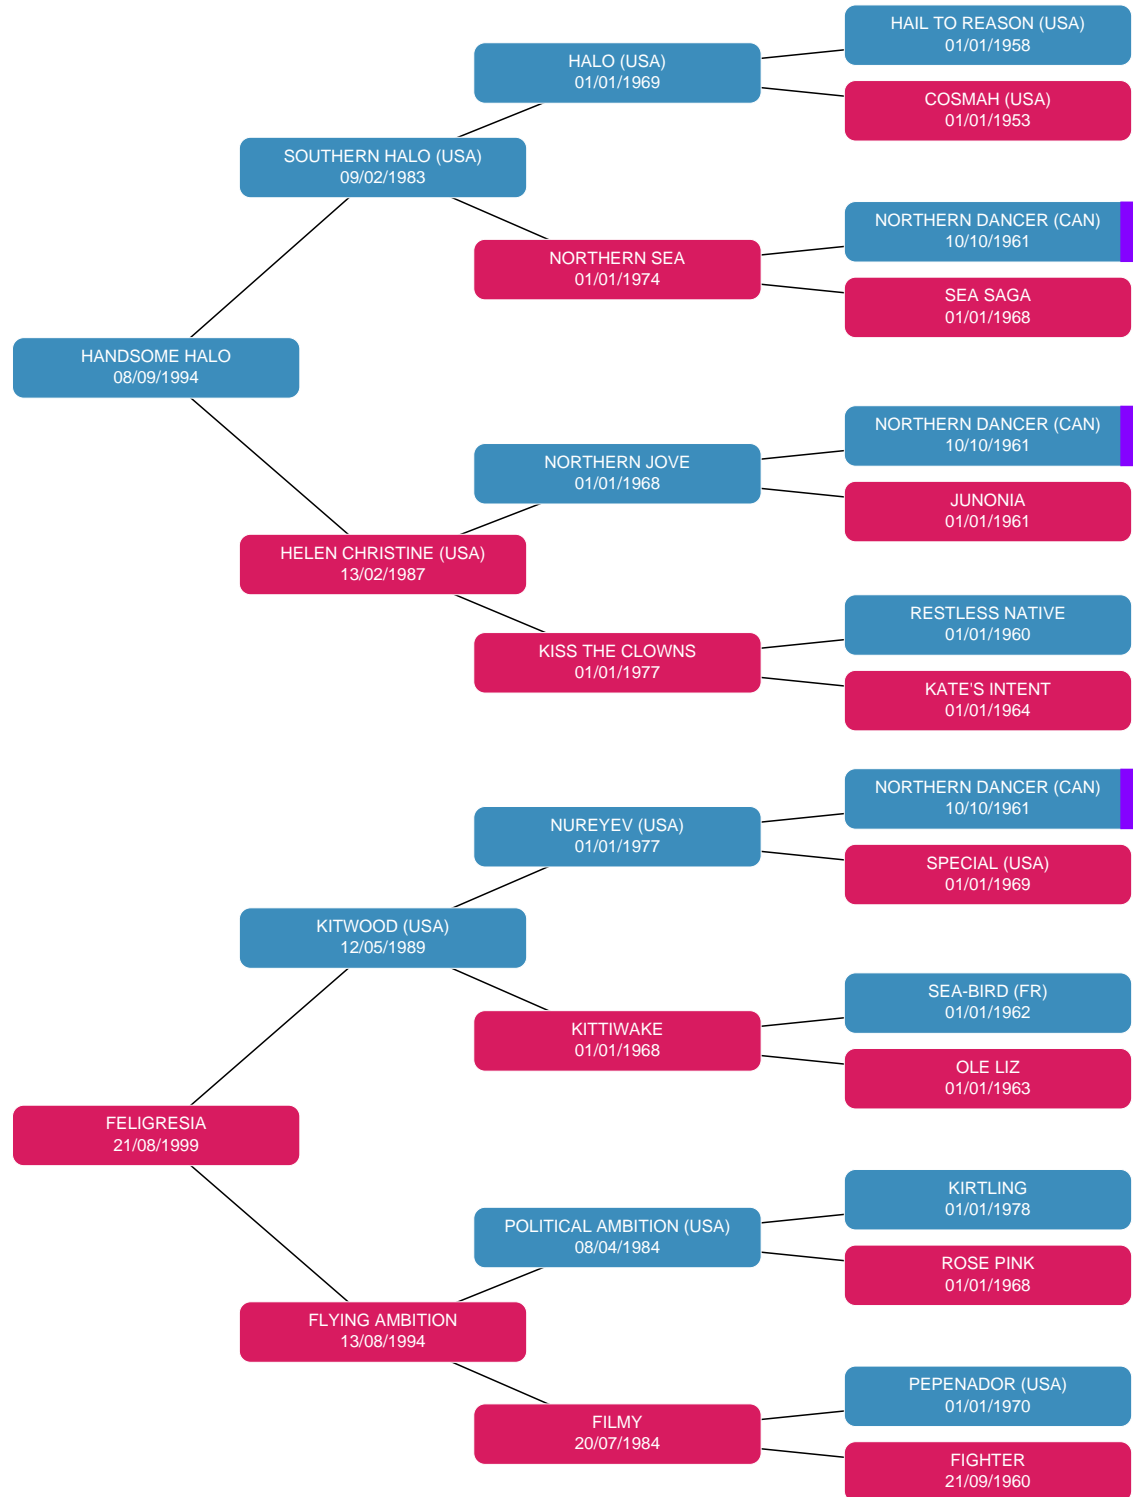 HAIL TO REASON (USA)
01/01/1958
HALO (USA)
01/01/1969
COSMAH (USA)
01/01/1953
SOUTHERN HALO (USA)
09/02/1983
NORTHERN DANCER (CAN)
10/10/1961
NORTHERN SEA
01/01/1974
SEA SAGA
01/01/1968
HANDSOME HALO
08/09/1994
NORTHERN DANCER (CAN)
10/10/1961
NORTHERN JOVE
01/01/1968
JUNONIA
01/01/1961
HELEN CHRISTINE (USA)
13/02/1987
RESTLESS NATIVE
01/01/1960
KISS THE CLOWNS
01/01/1977
KATE'S INTENT
01/01/1964
NORTHERN DANCER (CAN)
10/10/1961
NUREYEV (USA)
01/01/1977
SPECIAL (USA)
01/01/1969
KITWOOD (USA)
12/05/1989
SEA-BIRD (FR)
01/01/1962
KITTIWAKE
01/01/1968
OLE LIZ
01/01/1963
FELIGRESIA
21/08/1999
KIRTLING
01/01/1978
POLITICAL AMBITION (USA)
08/04/1984
ROSE PINK
01/01/1968
FLYING AMBITION
13/08/1994
PEPENADOR (USA)
01/01/1970
FILMY
20/07/1984
FIGHTER
21/09/1960